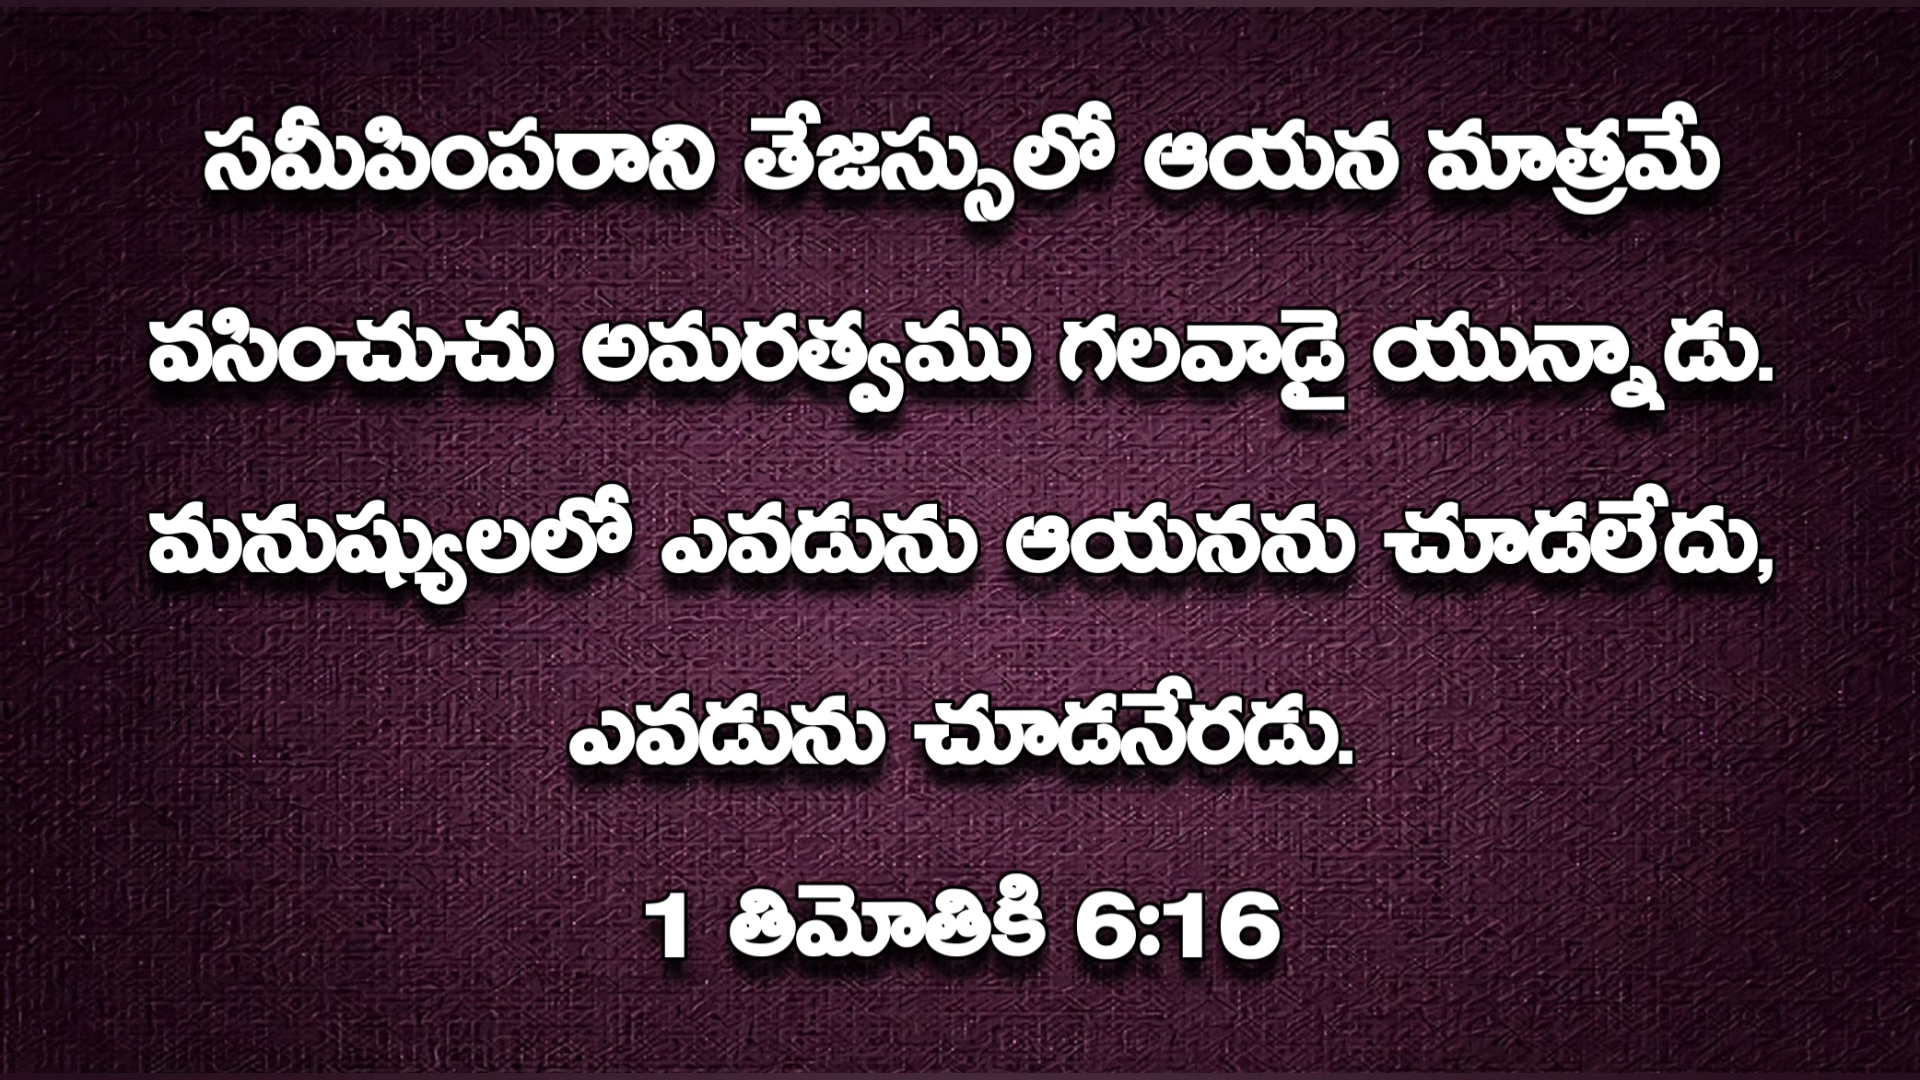 సమీపింపరాని తేజస్సులో ఆయన మాత్రమే
వసించుచు అమరత్వము గలవాడై యున్నాడు.
మనుష్యులలో ఎవడును ఆయనను చూడలేదు,
ఎవడును చూడనేరడు.
1 తిమోతికి 6:16